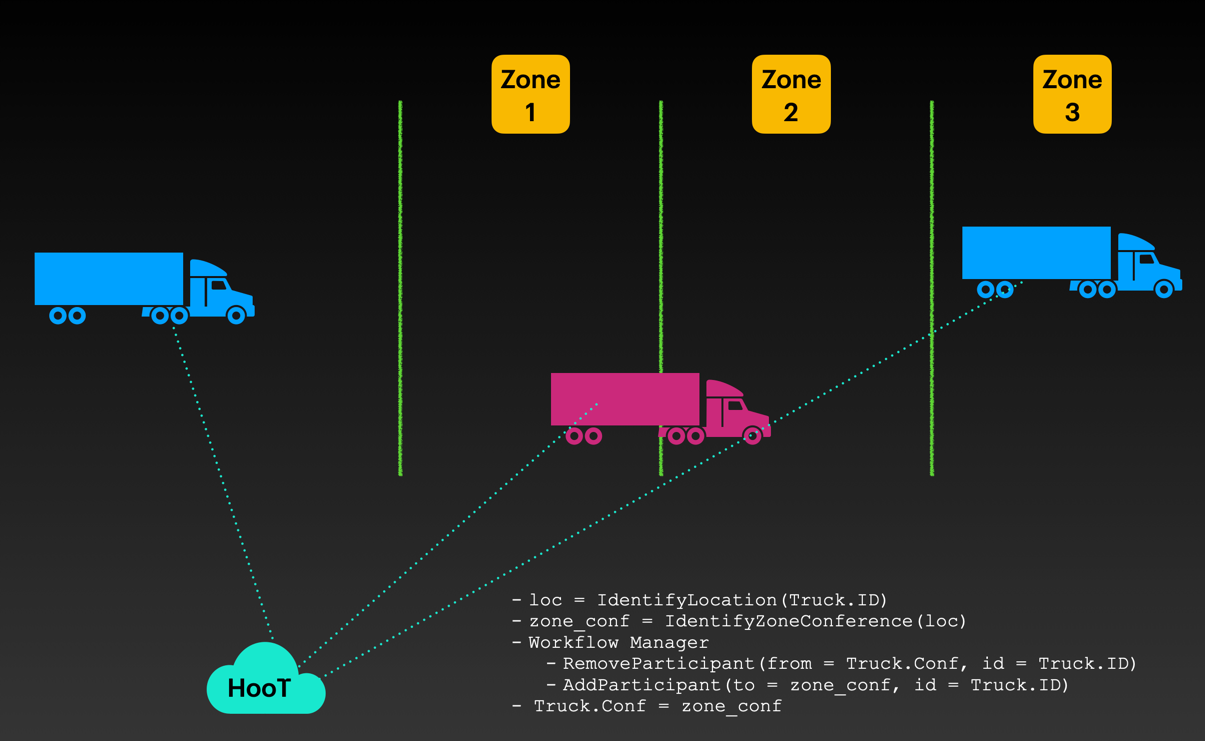 Zone
1
Zone
2
Zone
3
HooT
- loc = IdentifyLocation(Truck.ID)
- zone_conf = IdentifyZoneConference(loc)
- Workflow Manager
- RemoveParticipant(from = Truck.Conf, id = Truck.ID)
- AddParticipant(to = zone_conf, id = Truck.ID)
- Truck.Conf = zone_conf